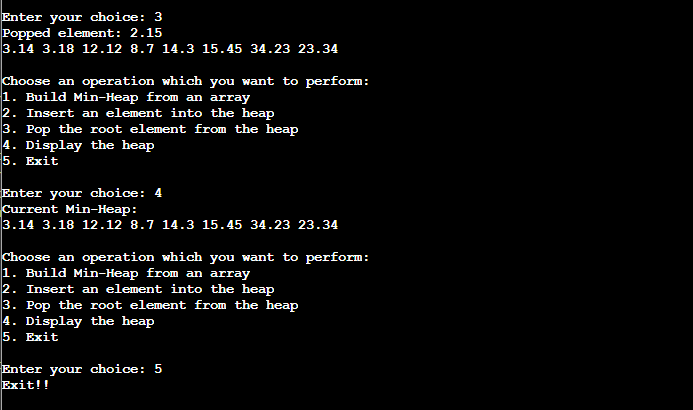 Enter your choice: 3
Popped element: 2.15
3.14 3.18 12.12 8.7 14.3 15.45 34.23 23.34
Choose an operation which you want to perform:
1. Build Min-Heap from an array
2. Insert an element into the heap
3. Pop the root element from the heap
4. Display the heap
5. Exit
Enter your choice: 4
Current Min-Heap:
3.14 3.18 12.12 8.7 14.3 15.45 34.23 23.34
Choose an operation which you want to perform:
1. Build Min-Heap from an array
2. Insert an element into the heap
3. Pop the root element from the heap
4. Display the heap
5. Exit
Enter your choice: 5
Exit!!